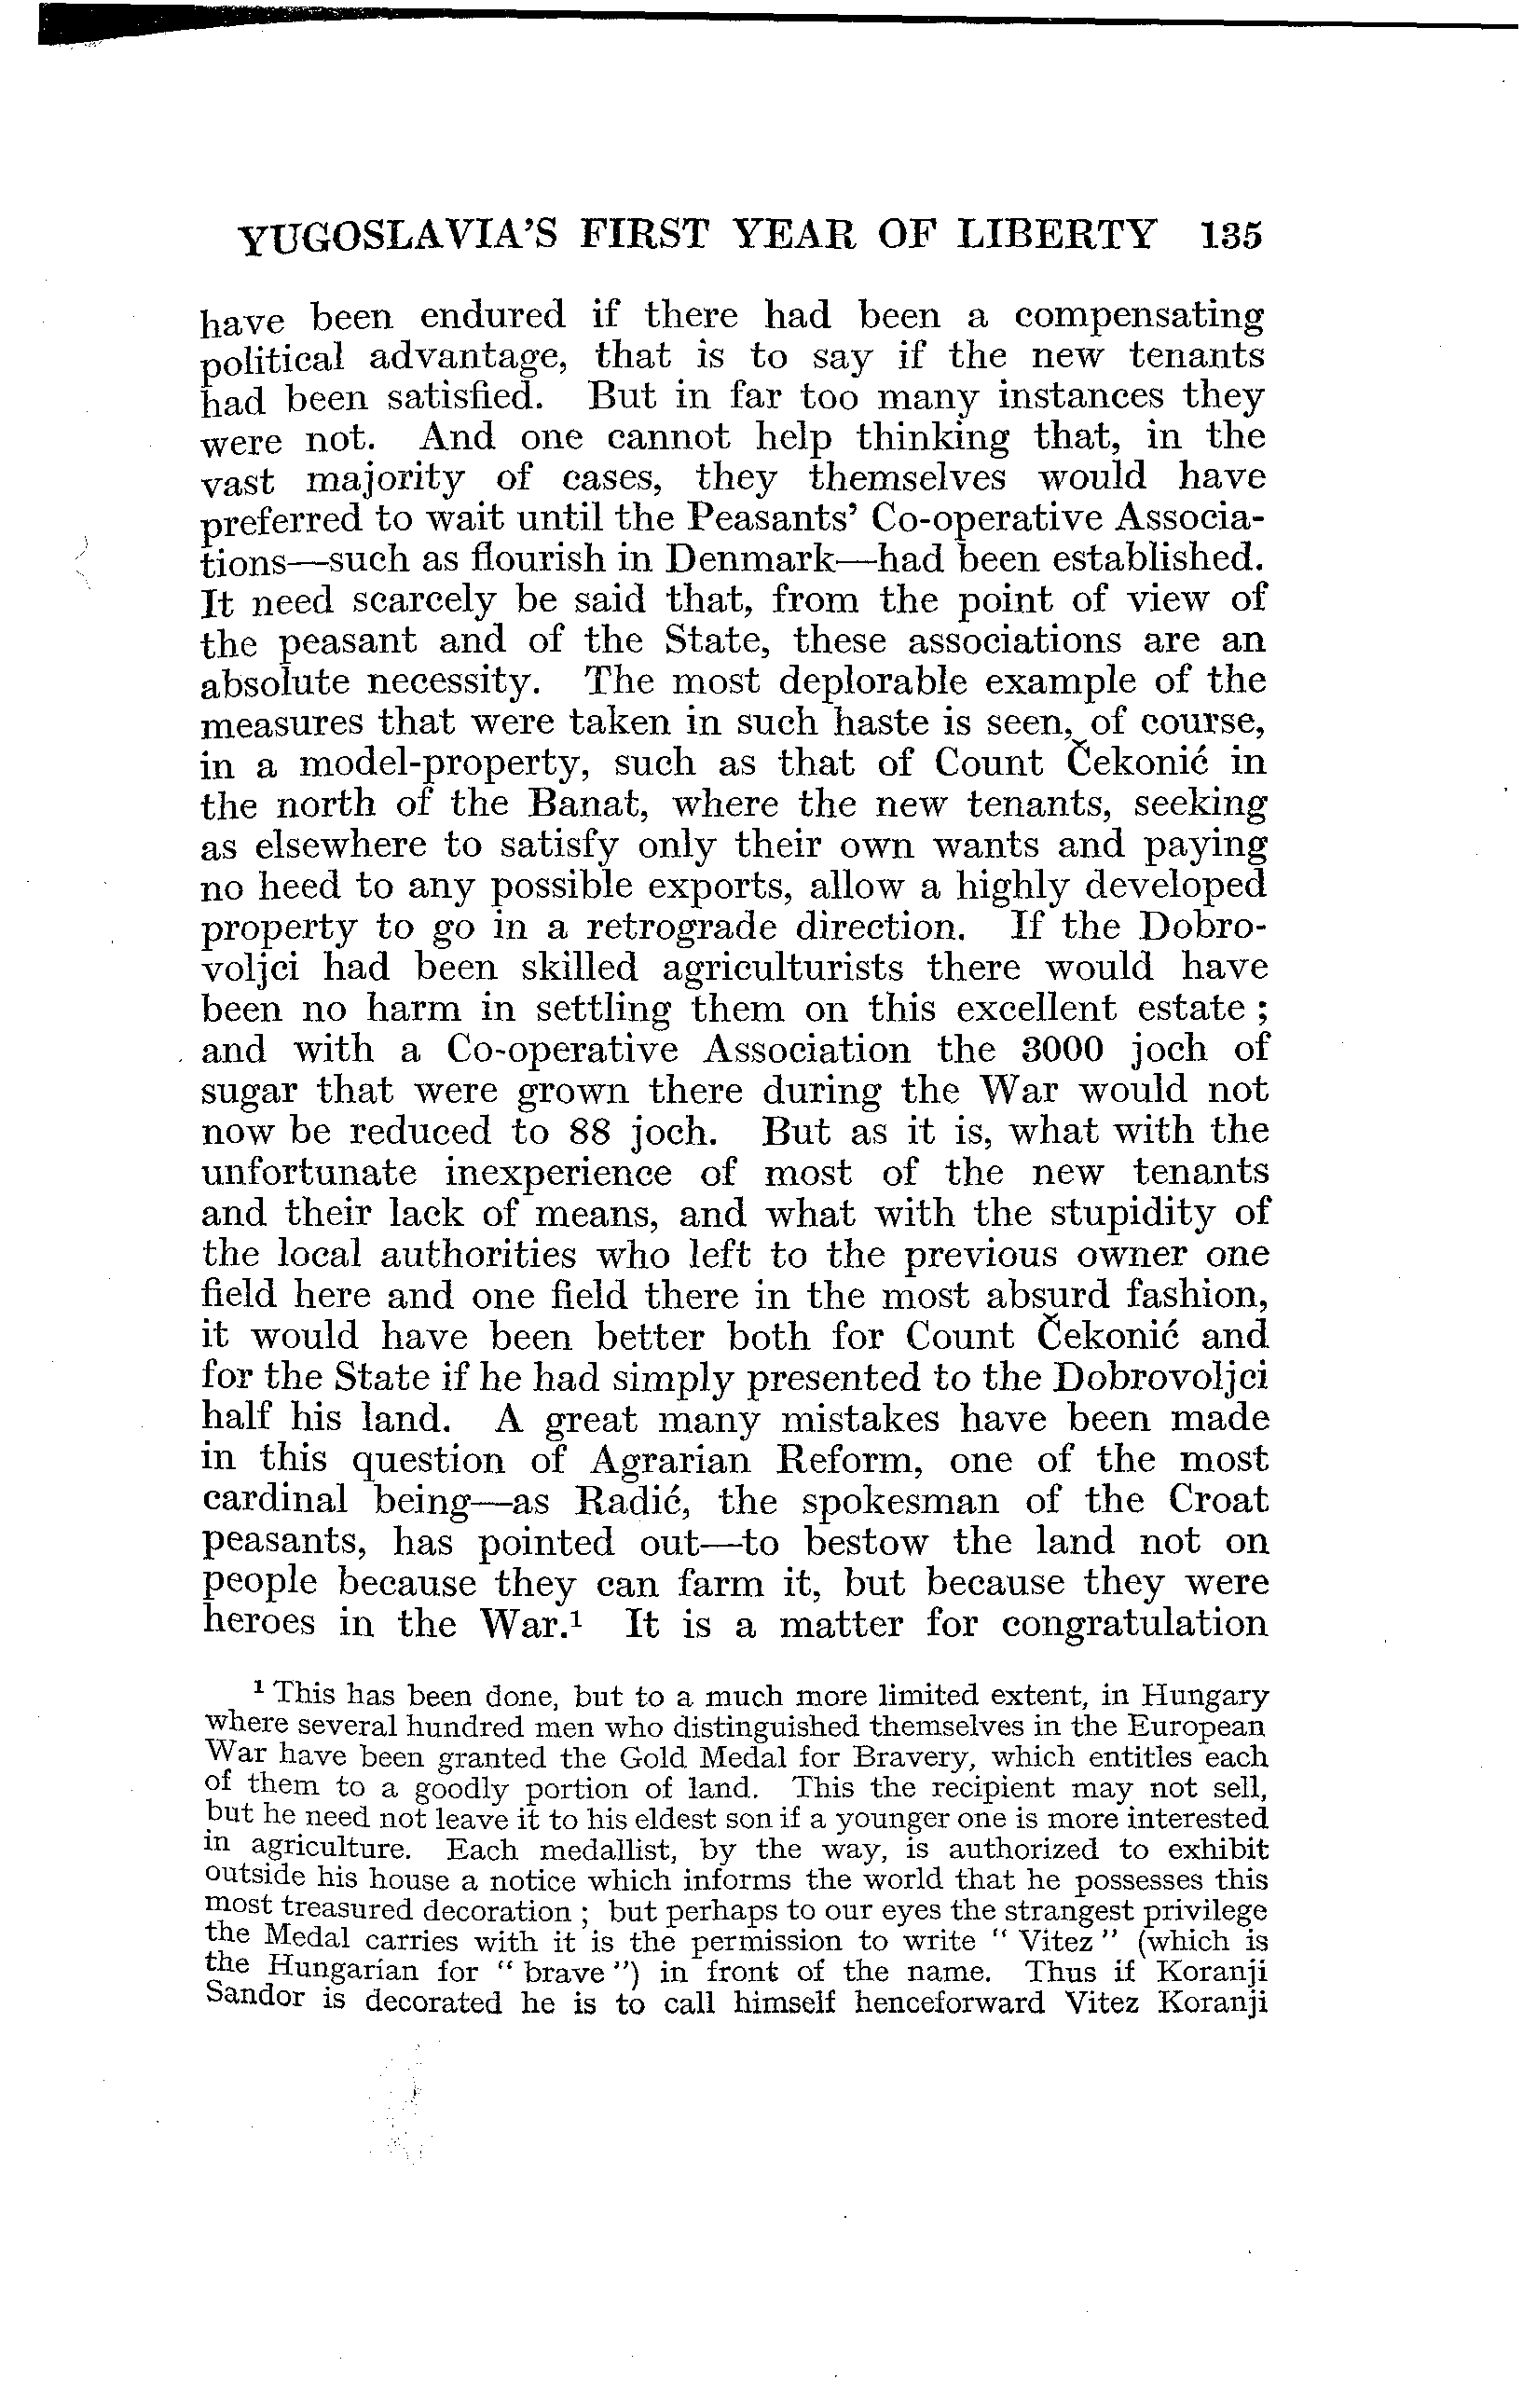 YUGOSLAVIA'S FIRST YEAR OF LIBERTY 135
have been endured if there had been a compensating
political advantage, that is to say if the new tenants
had been satisfied. But in far too many instances they
were not. And one cannot help thinking that, in the
vast majority of cases, they themselves would have
preferred to wait until the Peasants' Co-operative Associa-
tions—such as flourish in Denmark—had been established.
It need scarcely be said that, from the point of view of
the peasant and of the State, these associations are an
absolute necessity. The most deplorable example of the
measures that were taken in such haste is seen, of course,
in a model-property, such as that of Count Čekonić in
the north of the Banat, where the new tenants, seeking
as elsewhere to satisfy only their own wants and paying
no heed to any possible exports, allow a highly developed
property to go in a retrograde direction. If the Dobro-
voljci had been skilled agriculturists there would have
been no harm in settling them on this excellent estate ;
and with a Co-operative Association the 3000 joch of
sugar that were grown there during the War would not
now be reduced to 88 joch. But as it is, what with the
unfortunate inexperience of most of the new tenants
and their lack of means, and what with the stupidity of
the local authorities who left to the previous owner one
field here and one field there in the most absurd fashion,
it would have been better both for Count Čekonić and
for the State if he had simply presented to the Dobrovoljci
half his land. A great many mistakes have been made
in this question of Agrarian Reform, one of the most
cardinal being—as Radić, the spokesman of the Croat
peasants, has pointed out—to bestow the land not on
people because they can farm it, but because they were
heroes in the War.¹ It is a matter for congratulation
¹ This has been done, but to a much more limited extent, in Hungary
where several hundred men who distinguished themselves in the European
War have been granted the Gold Medal for Bravery, which entitles each
of them to a goodly portion of land. This the recipient may not sell,
but he need not leave it to his eldest son if a younger one is more interested
in agriculture. Each medallist, by the way, is authorized to exhibit
outside his house a notice which informs the world that he possesses this
most treasured decoration ; but perhaps to our eyes the strangest privilege
the Medal carries with it is the permission to write " Vitez " (which is
the Hungarian for " brave ") in front of the name. Thus if Koranji
Sandor is decorated he is to call himself henceforward Vitez Koranji